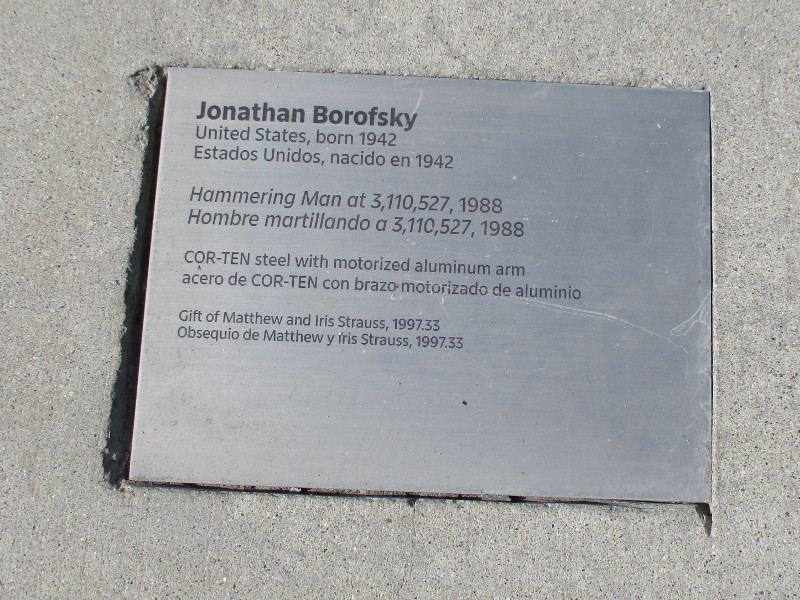 Jonathan Borofsky
United States, born 1942
Estados Unidos, nacido en 1942
Hammering Man at 3,110,527, 1988
Hombre martillando a 3,110,527, 1988
COR-TEN steel with motorized aluminum arm
acero de COR-TEN con brazo motorizado de aluminio
Gift of Matthew and Iris Strauss, 1997.33
Obsequio de Matthew y Iris Strauss, 1997.33